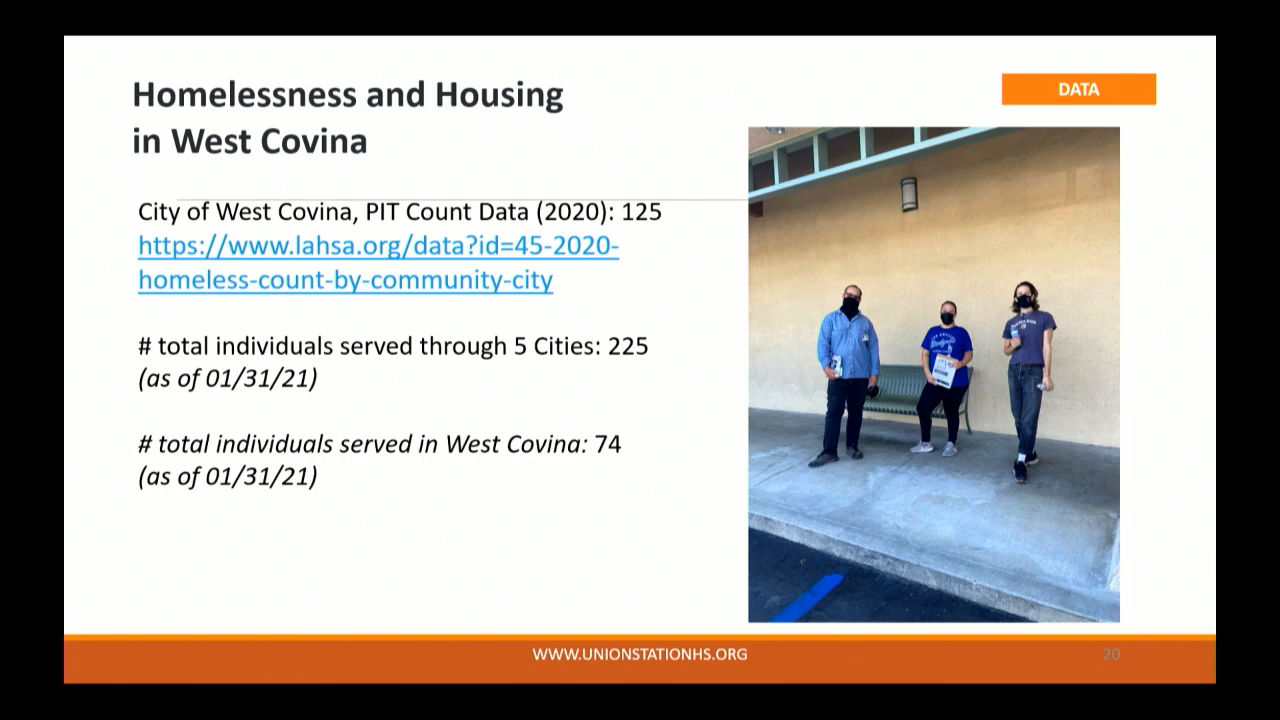 Homelessness and Housing
in West Covina
DATA
City of West Covina, PIT Count Data (2020): 125
https://www.lahsa.org/data?id=45-2020-
homeless-count-by-community-city
# total individuals served through 5 Cities: 225
(as of 01/31/21)
# total individuals served in West Covina: 74
(as of 01/31/21)
WWW.UNIONSTATIONHS.ORG
20